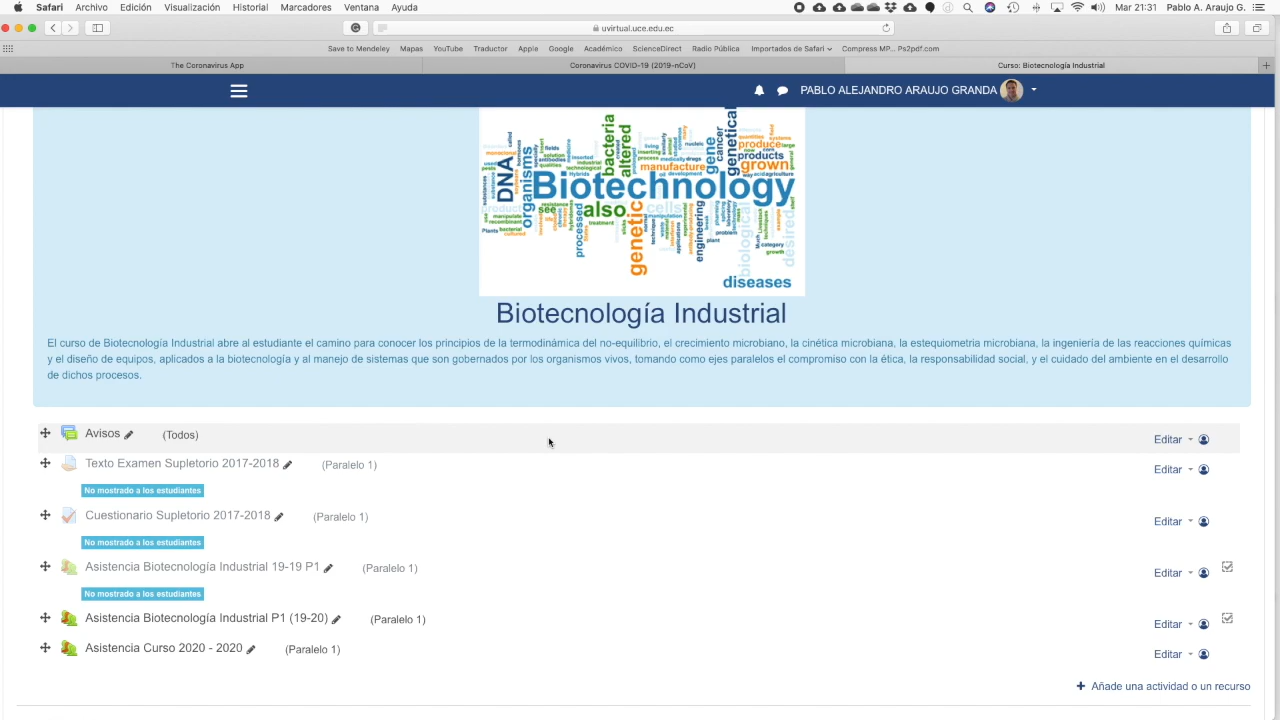 Safari Archivo Edición Visualización Historial Marcadores Ventana Ayuda Mar 21:31 Pablo A. Araujo G.
uvirtual.uce.edu.ec
Save to Mendeley Mapas YouTube Traductor Apple Google Académico ScienceDirect Radio Pública Importados de Safari Compress MP... Ps2pdf.com
The Coronavirus App Coronavirus COVID-19 (2019-nCoV) Curso: Biotecnología Industrial
PABLO ALEJANDRO ARAUJO GRANDA
DNA
organisms
bacteria
altered
gene
cancer
genetical
produce
products
grown
manufacture
Biotechnology
see
also
cells
processed
genetic
engineering
biological
desired
diseases
Biotecnología Industrial
El curso de Biotecnología Industrial abre al estudiante el camino para conocer los principios de la termodinámica del no-equilibrio, el crecimiento microbiano, la cinética microbiana, la estequiometria microbiana, la ingeniería de las reacciones químicas
y el diseño de equipos, aplicados a la biotecnología y al manejo de sistemas que son gobernados por los organismos vivos, tomando como ejes paralelos el compromiso con la ética, la responsabilidad social, y el cuidado del ambiente en el desarrollo
de dichos procesos.
Avisos (Todos) Editar
Texto Examen Supletorio 2017-2018 (Paralelo 1) Editar
No mostrado a los estudiantes
Cuestionario Supletorio 2017-2018 (Paralelo 1) Editar
No mostrado a los estudiantes
Asistencia Biotecnología Industrial 19-19 P1 (Paralelo 1) Editar
No mostrado a los estudiantes
Asistencia Biotecnología Industrial P1 (19-20) (Paralelo 1) Editar
Asistencia Curso 2020 - 2020 (Paralelo 1) Editar
+ Añade una actividad o un recurso